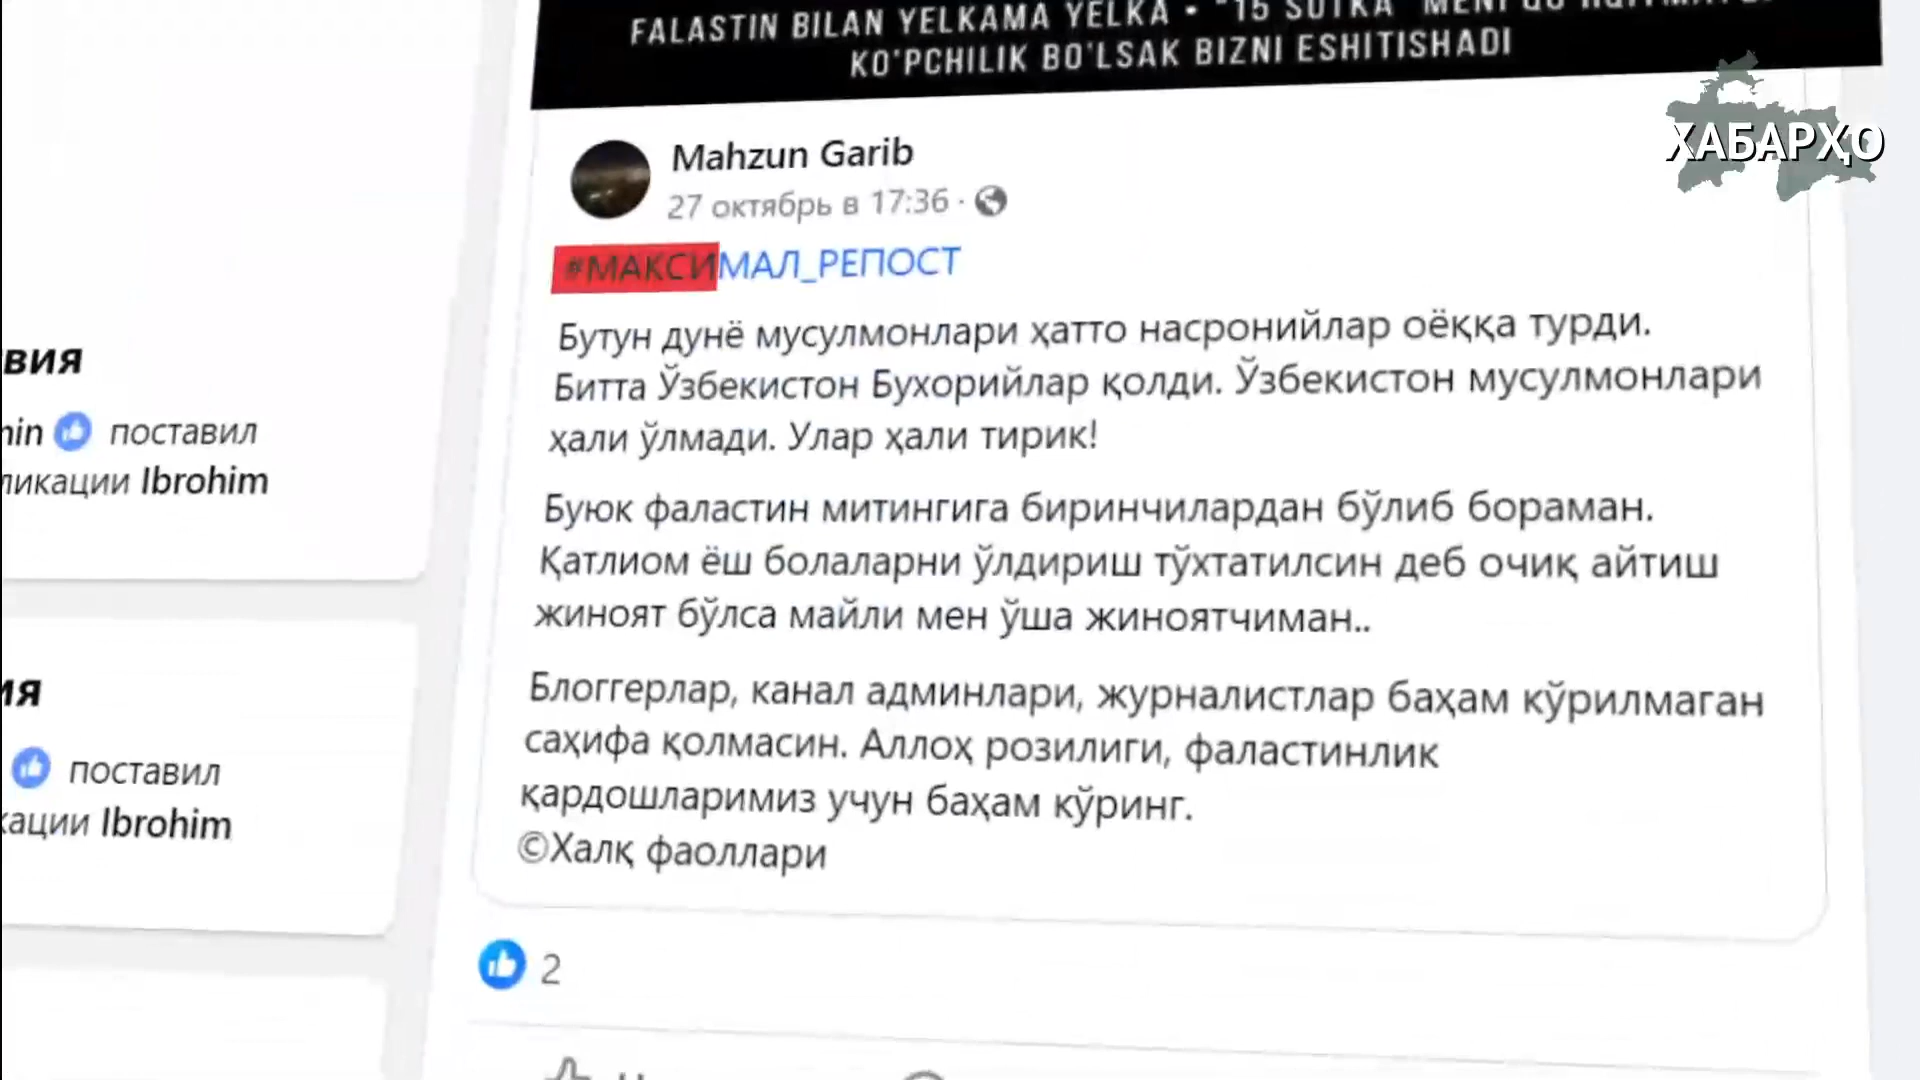 FALASTIN BILAN YELKAMA YELKA • "15 SUTKA" MENI
KO'PCHILIK BO'LSAK BIZNI ESHITISHADI
ХАБАРҲО
Mahzun Garib
27 октябрь в 17:36 ·
#МАКСИМАЛ_РЕПОСТ
Бутун дунё мусулмонлари ҳатто насронийлар оёққа турди.
Битта Ўзбекистон Бухорийлар қолди. Ўзбекистон мусулмонлари
ҳали ўлмади. Улар ҳали тирик!
Буюк фаластин митингига биринчилардан бўлиб бораман.
Қатлиом ёш болаларни ўлдириш тўхтатилсин деб очиқ айтиш
жиноят бўлса майли мен ўша жиноятчиман..
Блоггерлар, канал админлари, журналистлар баҳам кўрилмаган
саҳифа қолмасин. Аллоҳ розилиги, фаластинлик
қардошларимиз учун баҳам кўринг.
©Халқ фаоллари
2
вия
min поставил
ликации Ibrohim
ия
поставил
кации Ibrohim